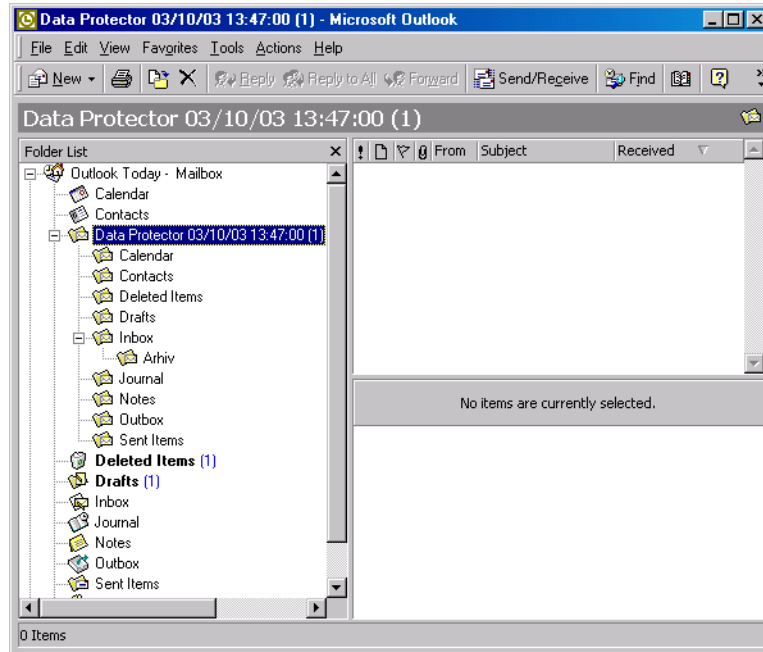 Data Protector 03/10/03 13:47:00 (1) - Microsoft Outlook
File Edit View Favorites Tools Actions Help
New Reply Reply to All Forward Send/Receive Find
Data Protector 03/10/03 13:47:00 (1)
Folder List From Subject Received
Outlook Today - Mailbox
Calendar
Contacts
Data Protector 03/10/03 13:47:00 (1)
Calendar
Contacts
Deleted Items
Drafts
Inbox
Arhiv
Journal
Notes
Outbox
Sent Items
Deleted Items (1)
Drafts (1)
Inbox
Journal
Notes
Outbox
Sent Items
No items are currently selected.
0 Items